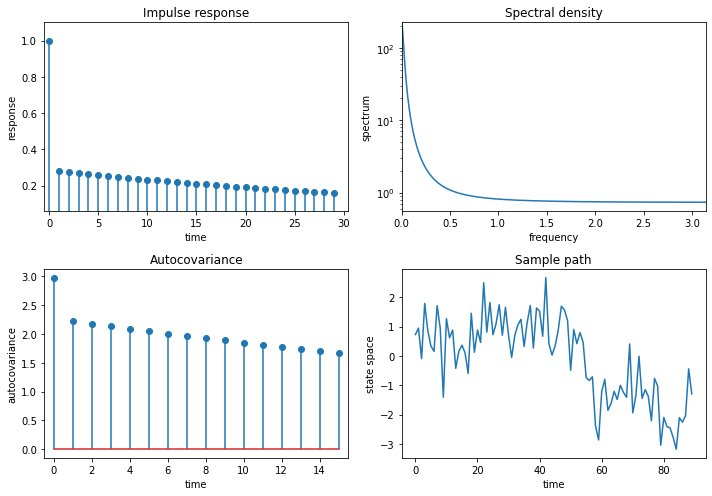 Impulse response
1.0
0.8
0.6
0.4
0.2
response
0 5 10 15 20 25 30
time
Spectral density
10²
10¹
10⁰
spectrum
0.0 0.5 1.0 1.5 2.0 2.5 3.0
frequency
Autocovariance
3.0
2.5
2.0
1.5
1.0
0.5
0.0
autocovariance
0 2 4 6 8 10 12 14
time
Sample path
2
1
0
−1
−2
−3
state space
0 20 40 60 80
time